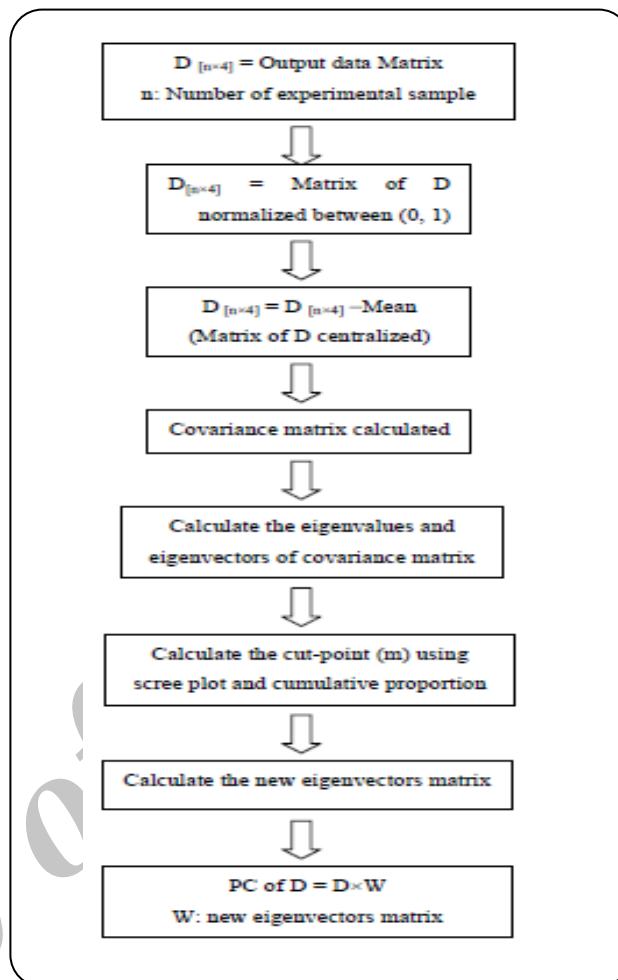 D [n×4] = Output data Matrix
n: Number of experimental sample
D[n×4] = Matrix of D
normalized between (0, 1)
D [n×4] = D [n×4] –Mean
(Matrix of D centralized)
Covariance matrix calculated
Calculate the eigenvalues and
eigenvectors of covariance matrix
Calculate the cut-point (m) using
scree plot and cumulative proportion
Calculate the new eigenvectors matrix
PC of D = D×W
W: new eigenvectors matrix